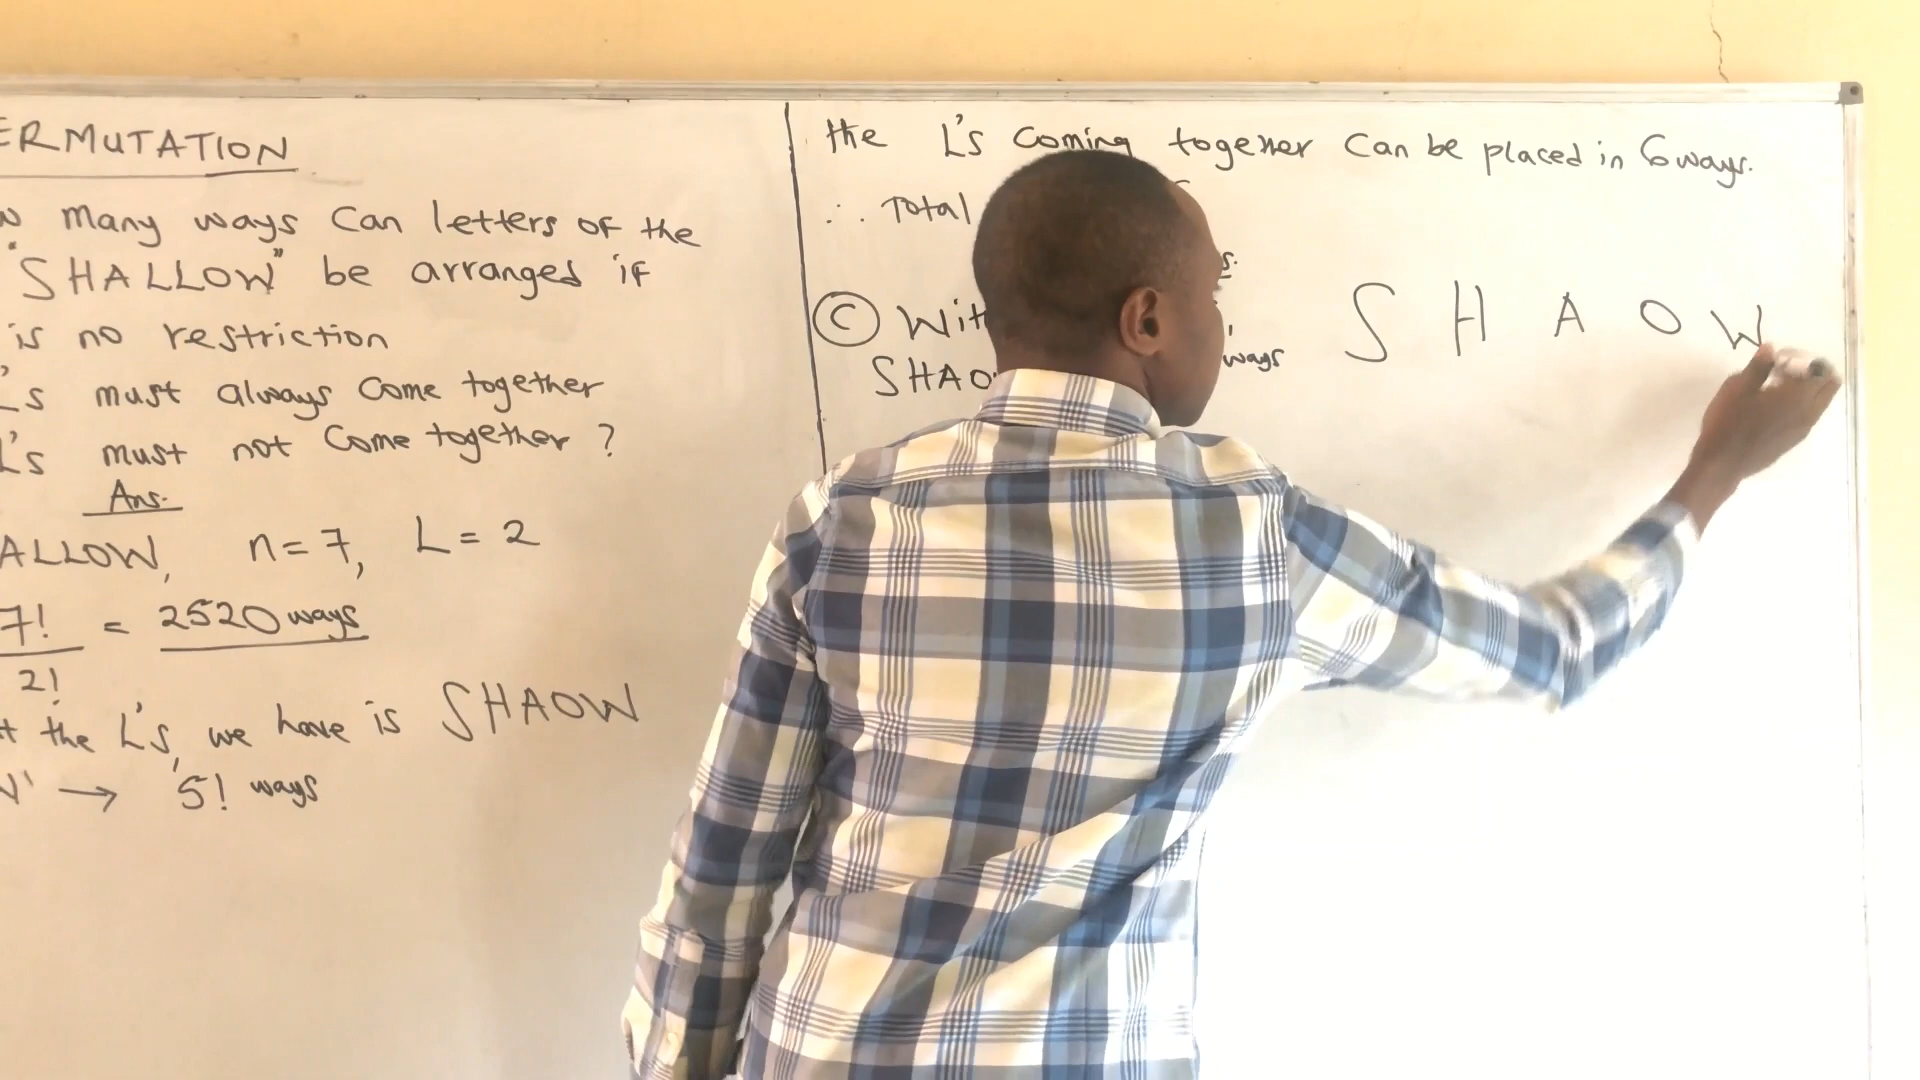 ERMUTATION
many ways can letters of the
"SHALLOW" be arranged if
is no restriction
L's must always come together
L's must not come together ?
Ans.
ALLOW, n=7, L=2
7! = 2520 ways
2!
the L's, we have is SHAOW
→ 5! ways
the L's coming together can be placed in 6 ways.
∴ Total
C
SHAO ways
S H A O W